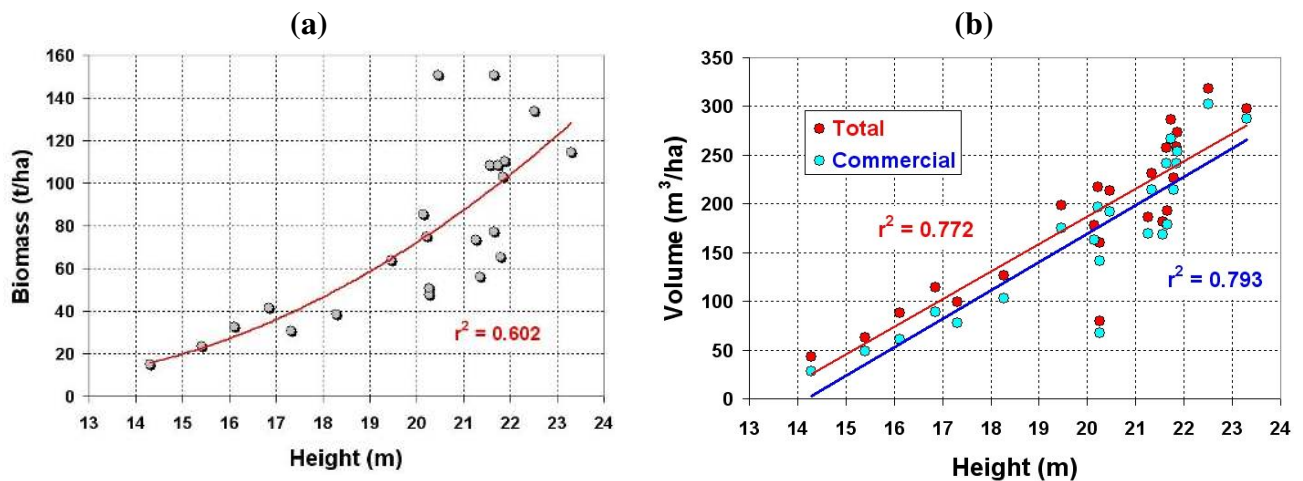 (a)
160
140
120
100
80
60
40
20
0
Biomass (t/ha)
r² = 0.602
13 14 15 16 17 18 19 20 21 22 23 24
Height (m)
(b)
350
300
250
200
150
100
50
0
Volume (m³/ha)
Total
Commercial
r² = 0.772
r² = 0.793
13 14 15 16 17 18 19 20 21 22 23 24
Height (m)